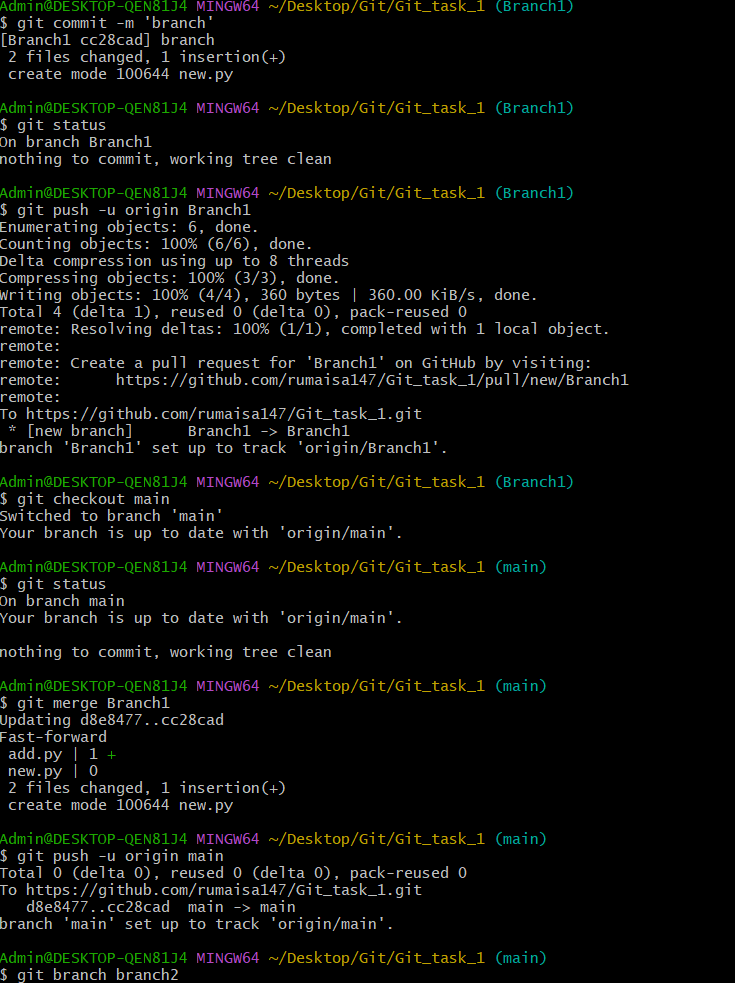 Admin@DESKTOP-QEN81J4 MINGW64 ~/Desktop/Git/Git_task_1 (Branch1)
$ git commit -m 'branch'
[Branch1 cc28cad] branch
 2 files changed, 1 insertion(+)
 create mode 100644 new.py

Admin@DESKTOP-QEN81J4 MINGW64 ~/Desktop/Git/Git_task_1 (Branch1)
$ git status
On branch Branch1
nothing to commit, working tree clean

Admin@DESKTOP-QEN81J4 MINGW64 ~/Desktop/Git/Git_task_1 (Branch1)
$ git push -u origin Branch1
Enumerating objects: 6, done.
Counting objects: 100% (6/6), done.
Delta compression using up to 8 threads
Compressing objects: 100% (3/3), done.
Writing objects: 100% (4/4), 360 bytes | 360.00 KiB/s, done.
Total 4 (delta 1), reused 0 (delta 0), pack-reused 0
remote: Resolving deltas: 100% (1/1), completed with 1 local object.
remote:
remote: Create a pull request for 'Branch1' on GitHub by visiting:
remote:      https://github.com/rumaisa147/Git_task_1/pull/new/Branch1
remote:
To https://github.com/rumaisa147/Git_task_1.git
 * [new branch]      Branch1 -> Branch1
branch 'Branch1' set up to track 'origin/Branch1'.

Admin@DESKTOP-QEN81J4 MINGW64 ~/Desktop/Git/Git_task_1 (Branch1)
$ git checkout main
Switched to branch 'main'
Your branch is up to date with 'origin/main'.

Admin@DESKTOP-QEN81J4 MINGW64 ~/Desktop/Git/Git_task_1 (main)
$ git status
On branch main
Your branch is up to date with 'origin/main'.

nothing to commit, working tree clean

Admin@DESKTOP-QEN81J4 MINGW64 ~/Desktop/Git/Git_task_1 (main)
$ git merge Branch1
Updating d8e8477..cc28cad
Fast-forward
 add.py | 1 +
 new.py | 0
 2 files changed, 1 insertion(+)
 create mode 100644 new.py

Admin@DESKTOP-QEN81J4 MINGW64 ~/Desktop/Git/Git_task_1 (main)
$ git push -u origin main
Total 0 (delta 0), reused 0 (delta 0), pack-reused 0
To https://github.com/rumaisa147/Git_task_1.git
   d8e8477..cc28cad  main -> main
branch 'main' set up to track 'origin/main'.

Admin@DESKTOP-QEN81J4 MINGW64 ~/Desktop/Git/Git_task_1 (main)
$ git branch branch2